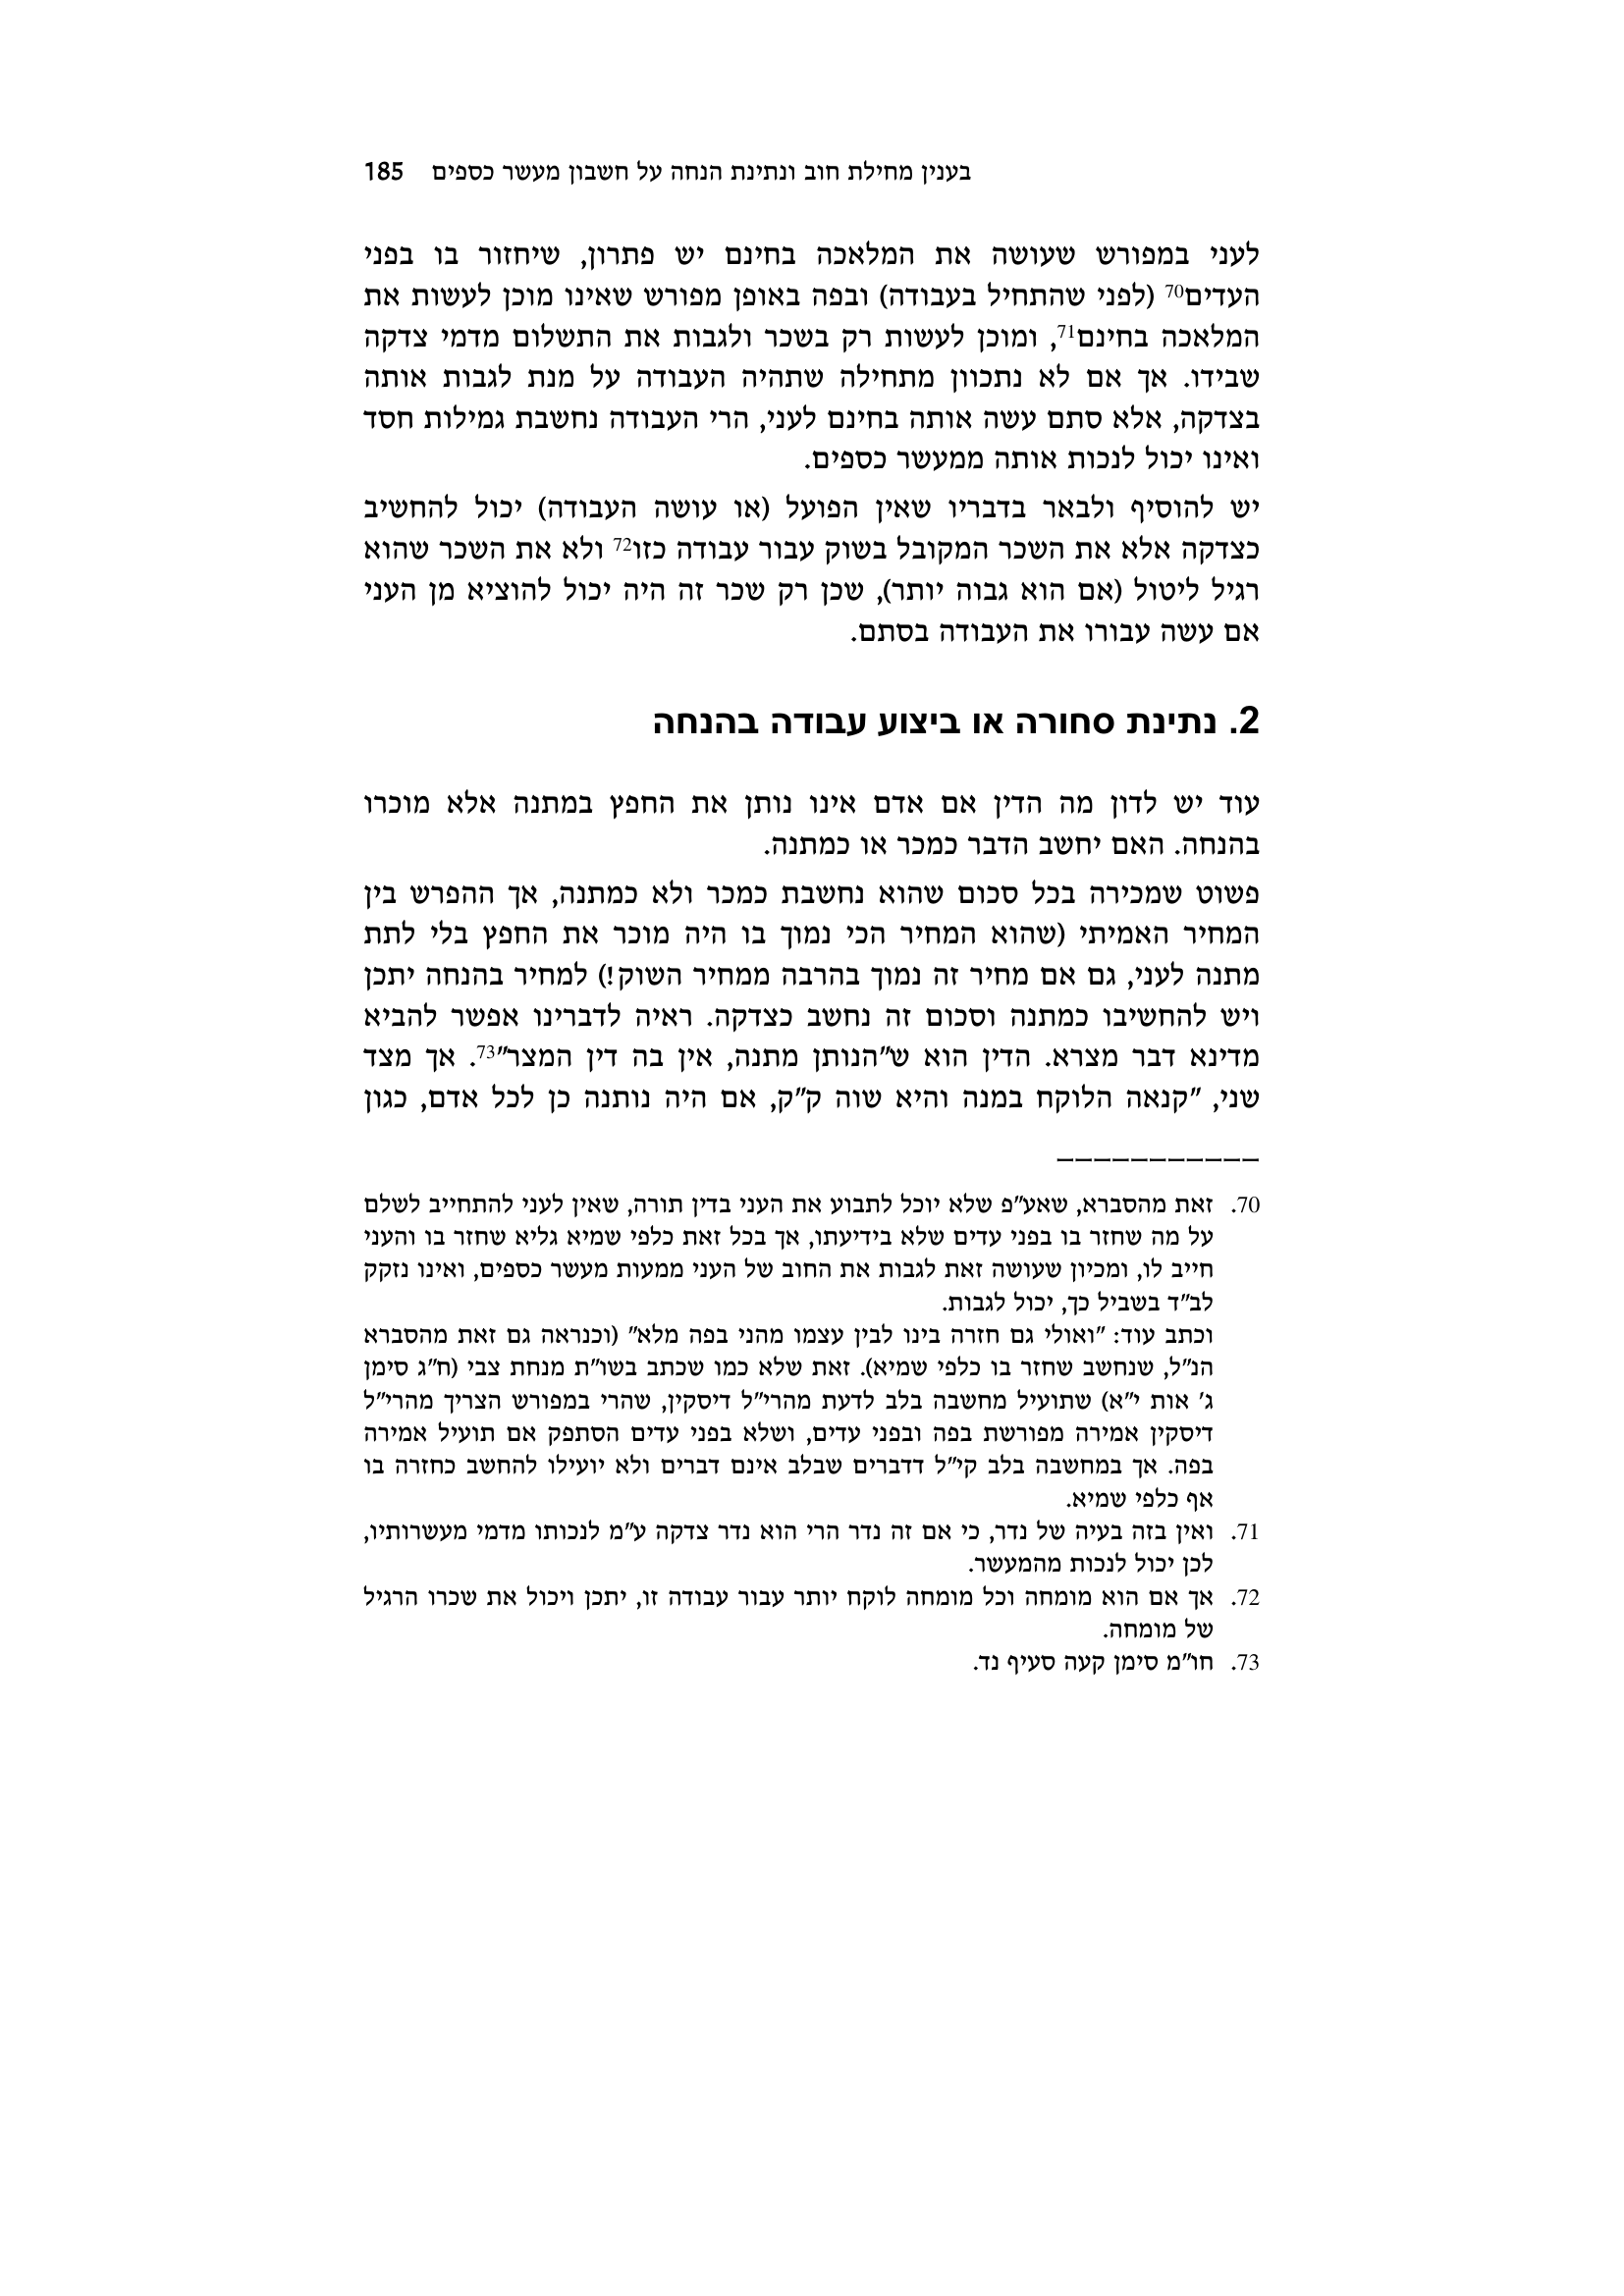 בענין מחילת חוב ונתינת הנחה על חשבון מעשר כספים 185
לעני במפורש שעושה את המלאכה בחינם יש פתרון, שיחזור בו בפני
העדים70 (לפני שהתחיל בעבודה) ובפה באופן מפורש שאינו מוכן לעשות את
המלאכה בחינם71, ומוכן לעשות רק בשכר ולגבות את התשלום מדמי צדקה
שבידו. אך אם לא נתכוון מתחילה שתהיה העבודה על מנת לגבות אותה
בצדקה, אלא סתם עשה אותה בחינם לעני, הרי העבודה נחשבת גמילות חסד
ואינו יכול לנכות אותה ממעשר כספים.
יש להוסיף ולבאר בדבריו שאין הפועל (או עושה העבודה) יכול להחשיב
כצדקה אלא את השכר המקובל בשוק עבור עבודה כזו72 ולא את השכר שהוא
רגיל ליטול (אם הוא גבוה יותר), שכן רק שכר זה היה יכול להוציא מן העני
אם עשה עבורו את העבודה בסתם.
2. נתינת סחורה או ביצוע עבודה בהנחה
עוד יש לדון מה הדין אם אדם אינו נותן את החפץ במתנה אלא מוכרו
בהנחה. האם יחשב הדבר כמכר או כמתנה.
פשוט שמכירה בכל סכום שהוא נחשבת כמכר ולא כמתנה, אך ההפרש בין
המחיר האמיתי (שהוא המחיר הכי נמוך בו היה מוכר את החפץ בלי לתת
מתנה לעני, גם אם מחיר זה נמוך בהרבה ממחיר השוק!) למחיר בהנחה יתכן
ויש להחשיבו כמתנה וסכום זה נחשב כצדקה. ראיה לדברינו אפשר להביא
מדינא דבר מצרא. הדין הוא ש"הנותן מתנה, אין בה דין המצר"73. אך מצד
שני, "קנאה הלוקח במנה והיא שוה ק"ק, אם היה נותנה כן לכל אדם, כגון
___________
70. זאת מהסברא, שאע"פ שלא יוכל לתבוע את העני בדין תורה, שאין לעני להתחייב לשלם
על מה שחזר בו בפני עדים שלא בידיעתו, אך בכל זאת כלפי שמיא גליא שחזר בו והעני
חייב לו, ומכיון שעושה זאת לגבות את החוב של העני ממעות מעשר כספים, ואינו נזקק
לב"ד בשביל כך, יכול לגבות.
וכתב עוד: "ואולי גם חזרה בינו לבין עצמו מהני בפה מלא" (וכנראה גם זאת מהסברא
הנ"ל, שנחשב שחזר בו כלפי שמיא). זאת שלא כמו שכתב בשו"ת מנחת צבי (ח"ג סימן
ג' אות י"א) שתועיל מחשבה בלב לדעת מהרי"ל דיסקין, שהרי במפורש הצריך מהרי"ל
דיסקין אמירה מפורשת בפה ובפני עדים, ושלא בפני עדים הסתפק אם תועיל אמירה
בפה. אך במחשבה בלב קי"ל דדברים שבלב אינם דברים ולא יועילו להחשב כחזרה בו
אף כלפי שמיא.
71. ואין בזה בעיה של נדר, כי אם זה נדר הרי הוא נדר צדקה ע"מ לנכותו מדמי מעשרותיו,
לכן יכול לנכות מהמעשר.
72. אך אם הוא מומחה וכל מומחה לוקח יותר עבור עבודה זו, יתכן ויכול את שכרו הרגיל
של מומחה.
73. חו"מ סימן קעה סעיף נד.